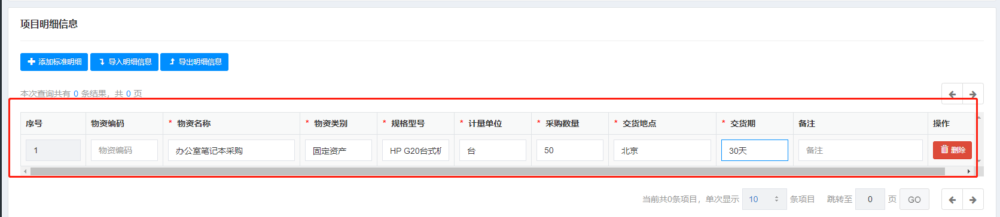 项目明细信息
添加标准明细 导入明细信息 导出明细信息
本次查询共有 0 条结果，共 0 页
序号 物资编码 * 物资名称 * 物资类别 * 规格型号 * 计量单位 * 采购数量 * 交货地点 * 交货期 备注 操作
1 物资编码 办公室笔记本采购 固定资产 HP G20台式机 台 50 北京 30天 备注 删除
当前共0条项目，单次显示 10 条项目 跳转至 0 页 GO